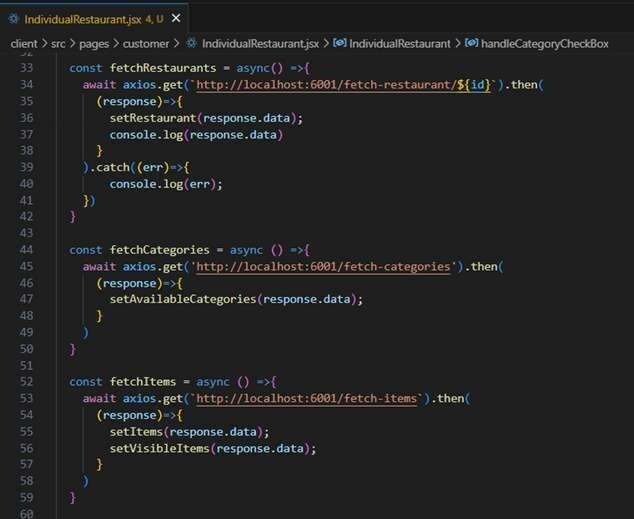 IndividualRestaurant.jsx 4, U ×
client > src > pages > customer > IndividualRestaurant.jsx > IndividualRestaurant > handleCategoryCheckBox
32
33 const fetchRestaurants = async() =>{
34 await axios.get(`http://localhost:6001/fetch-restaurant/${id}`).then(
35 (response)=>{
36 setRestaurant(response.data);
37 console.log(response.data)
38 }
39 ).catch((err)=>{
40 console.log(err);
41 })
42 }
43
44 const fetchCategories = async () =>{
45 await axios.get('http://localhost:6001/fetch-categories').then(
46 (response)=>{
47 setAvailableCategories(response.data);
48 }
49 )
50 }
51
52 const fetchItems = async () =>{
53 await axios.get(`http://localhost:6001/fetch-items`).then(
54 (response)=>{
55 setItems(response.data);
56 setVisibleItems(response.data);
57 }
58 )
59 }
60